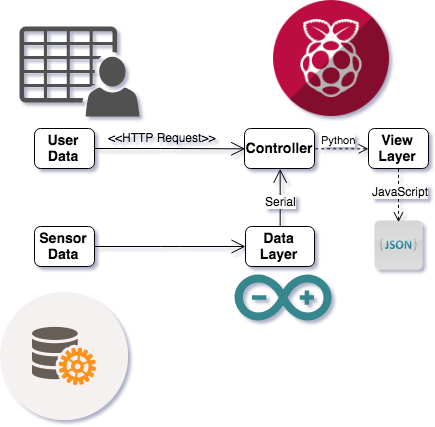 User
Data
<<HTTP Request>>
Controller
Python
View
Layer
JavaScript
Serial
Sensor
Data
Data
Layer
{JSON}